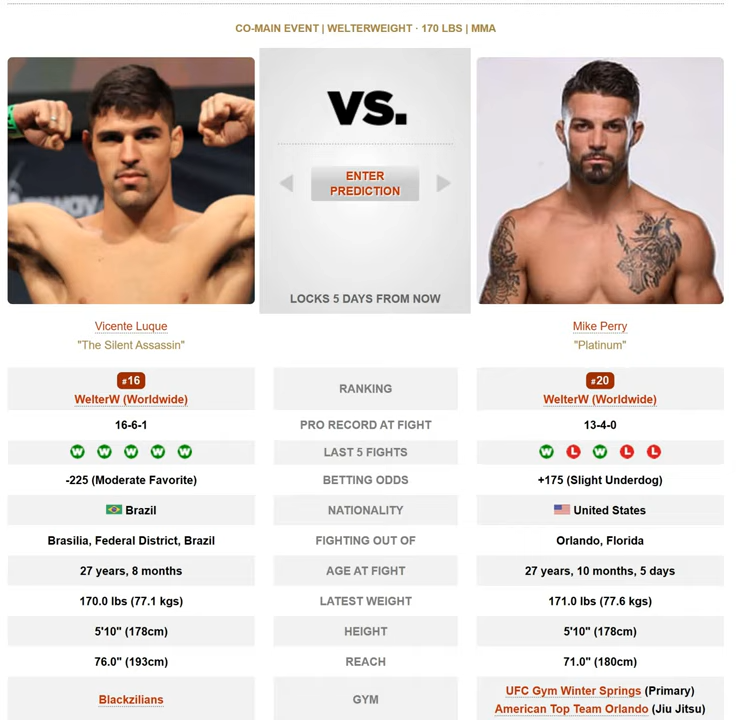 CO-MAIN EVENT | WELTERWEIGHT · 170 LBS | MMA
VS.
ENTER
PREDICTION
LOCKS 5 DAYS FROM NOW
Vicente Luque
"The Silent Assassin"
Mike Perry
"Platinum"
#16
WelterW (Worldwide)
RANKING
#20
WelterW (Worldwide)
16-6-1 PRO RECORD AT FIGHT 13-4-0
W W W W W LAST 5 FIGHTS W L W L L
-225 (Moderate Favorite) BETTING ODDS +175 (Slight Underdog)
Brazil NATIONALITY United States
Brasilia, Federal District, Brazil FIGHTING OUT OF Orlando, Florida
27 years, 8 months AGE AT FIGHT 27 years, 10 months, 5 days
170.0 lbs (77.1 kgs) LATEST WEIGHT 171.0 lbs (77.6 kgs)
5'10" (178cm) HEIGHT 5'10" (178cm)
76.0" (193cm) REACH 71.0" (180cm)
Blackzilians GYM UFC Gym Winter Springs (Primary)
American Top Team Orlando (Jiu Jitsu)